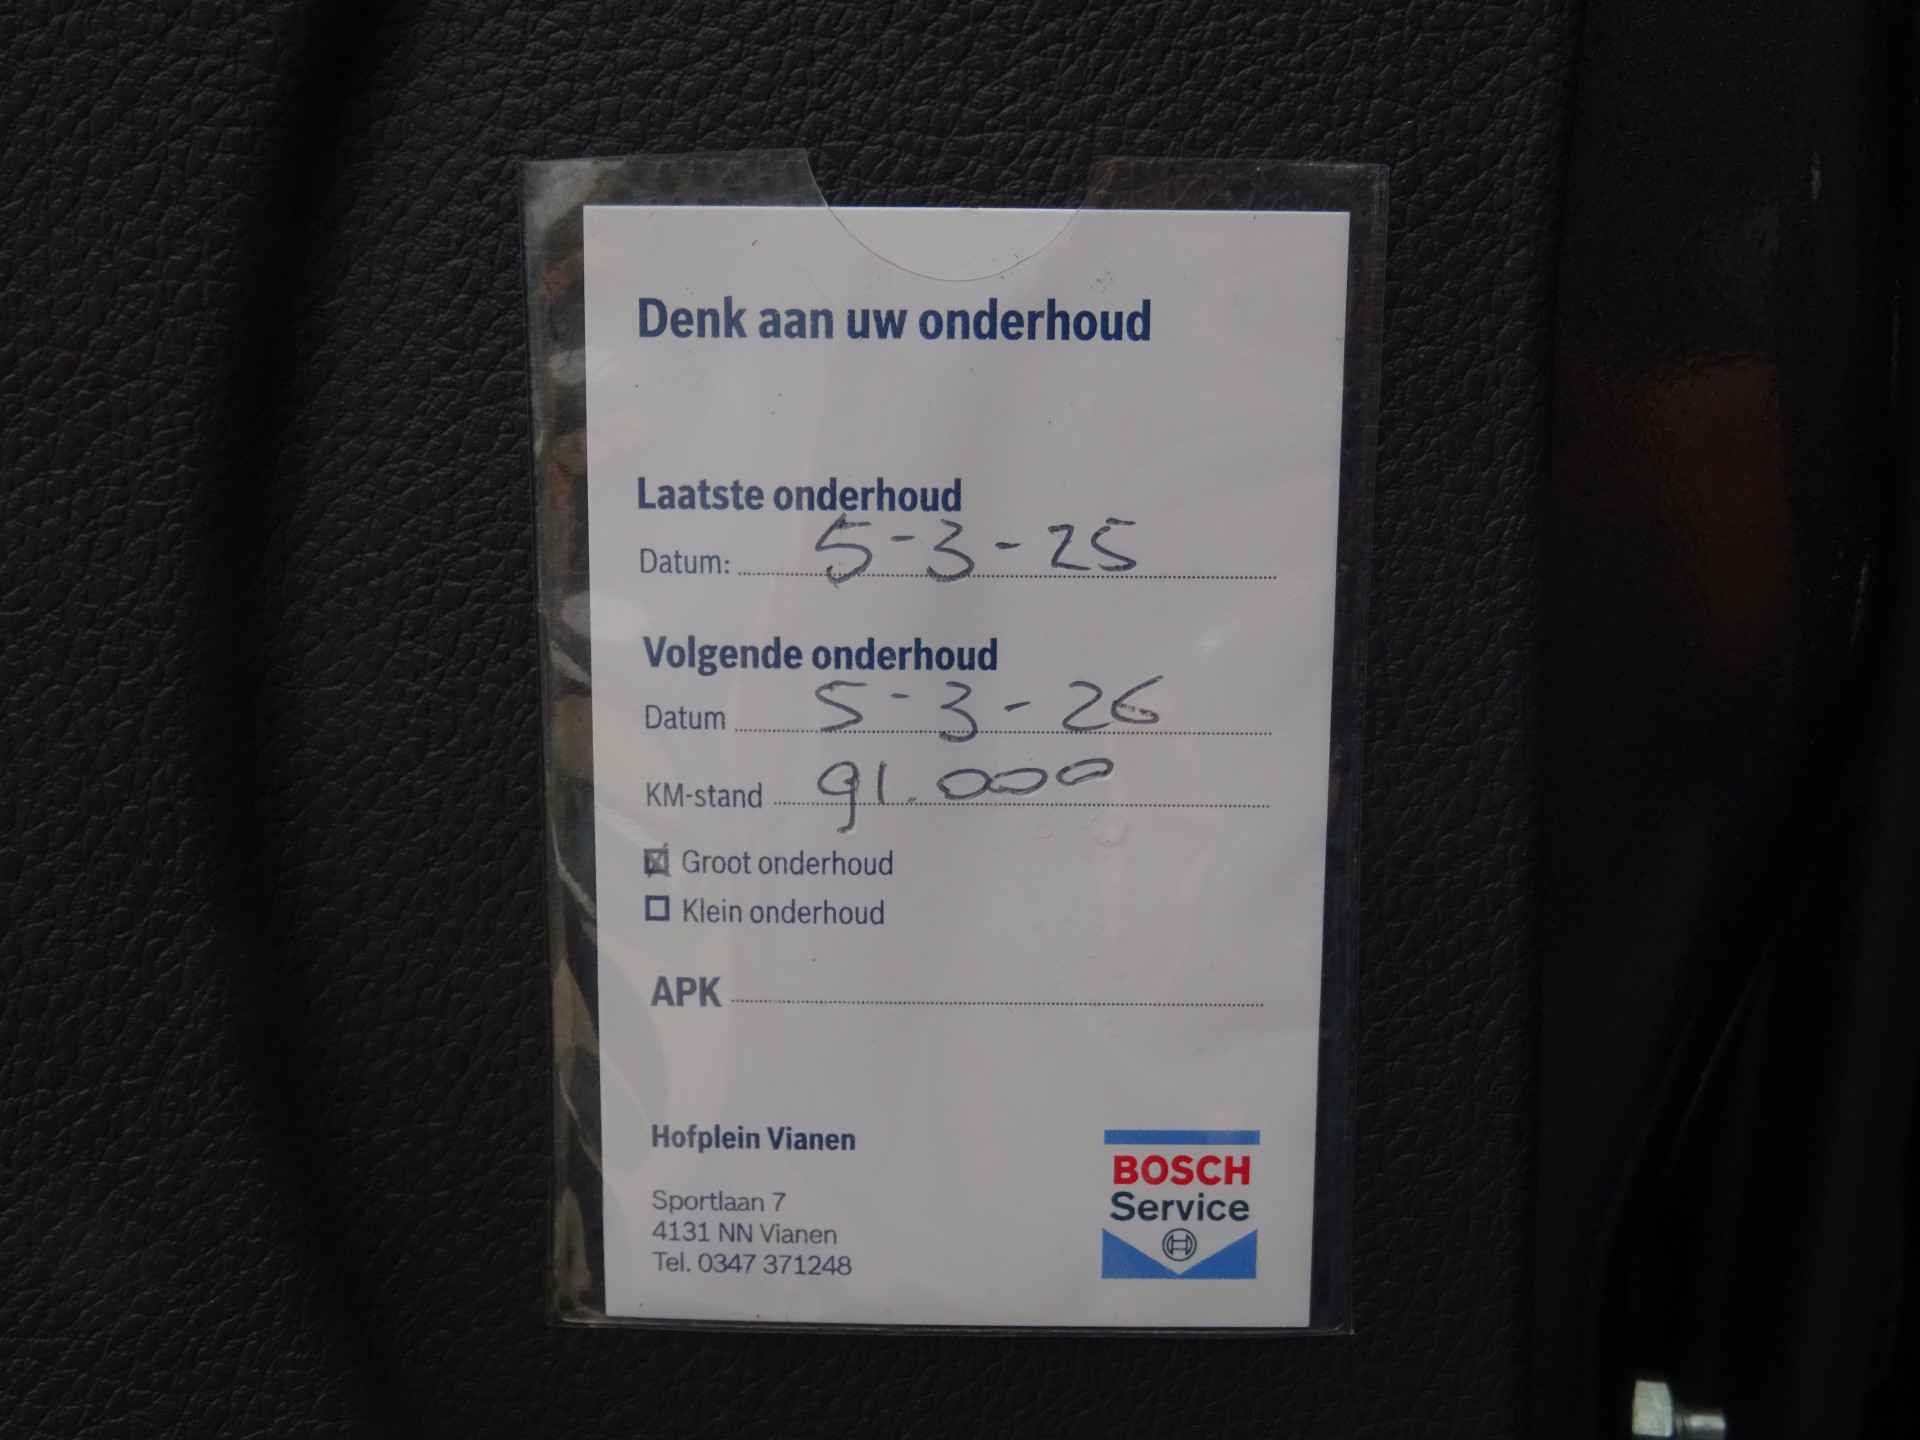 Denk aan uw onderhoud
Laatste onderhoud
Datum: 5-3-25
Volgende onderhoud
Datum 5-3-26
KM-stand 91.000
Groot onderhoud
Klein onderhoud
APK
Hofplein Vianen
Sportlaan 7
4131 NN Vianen
Tel. 0347 371248
BOSCH
Service